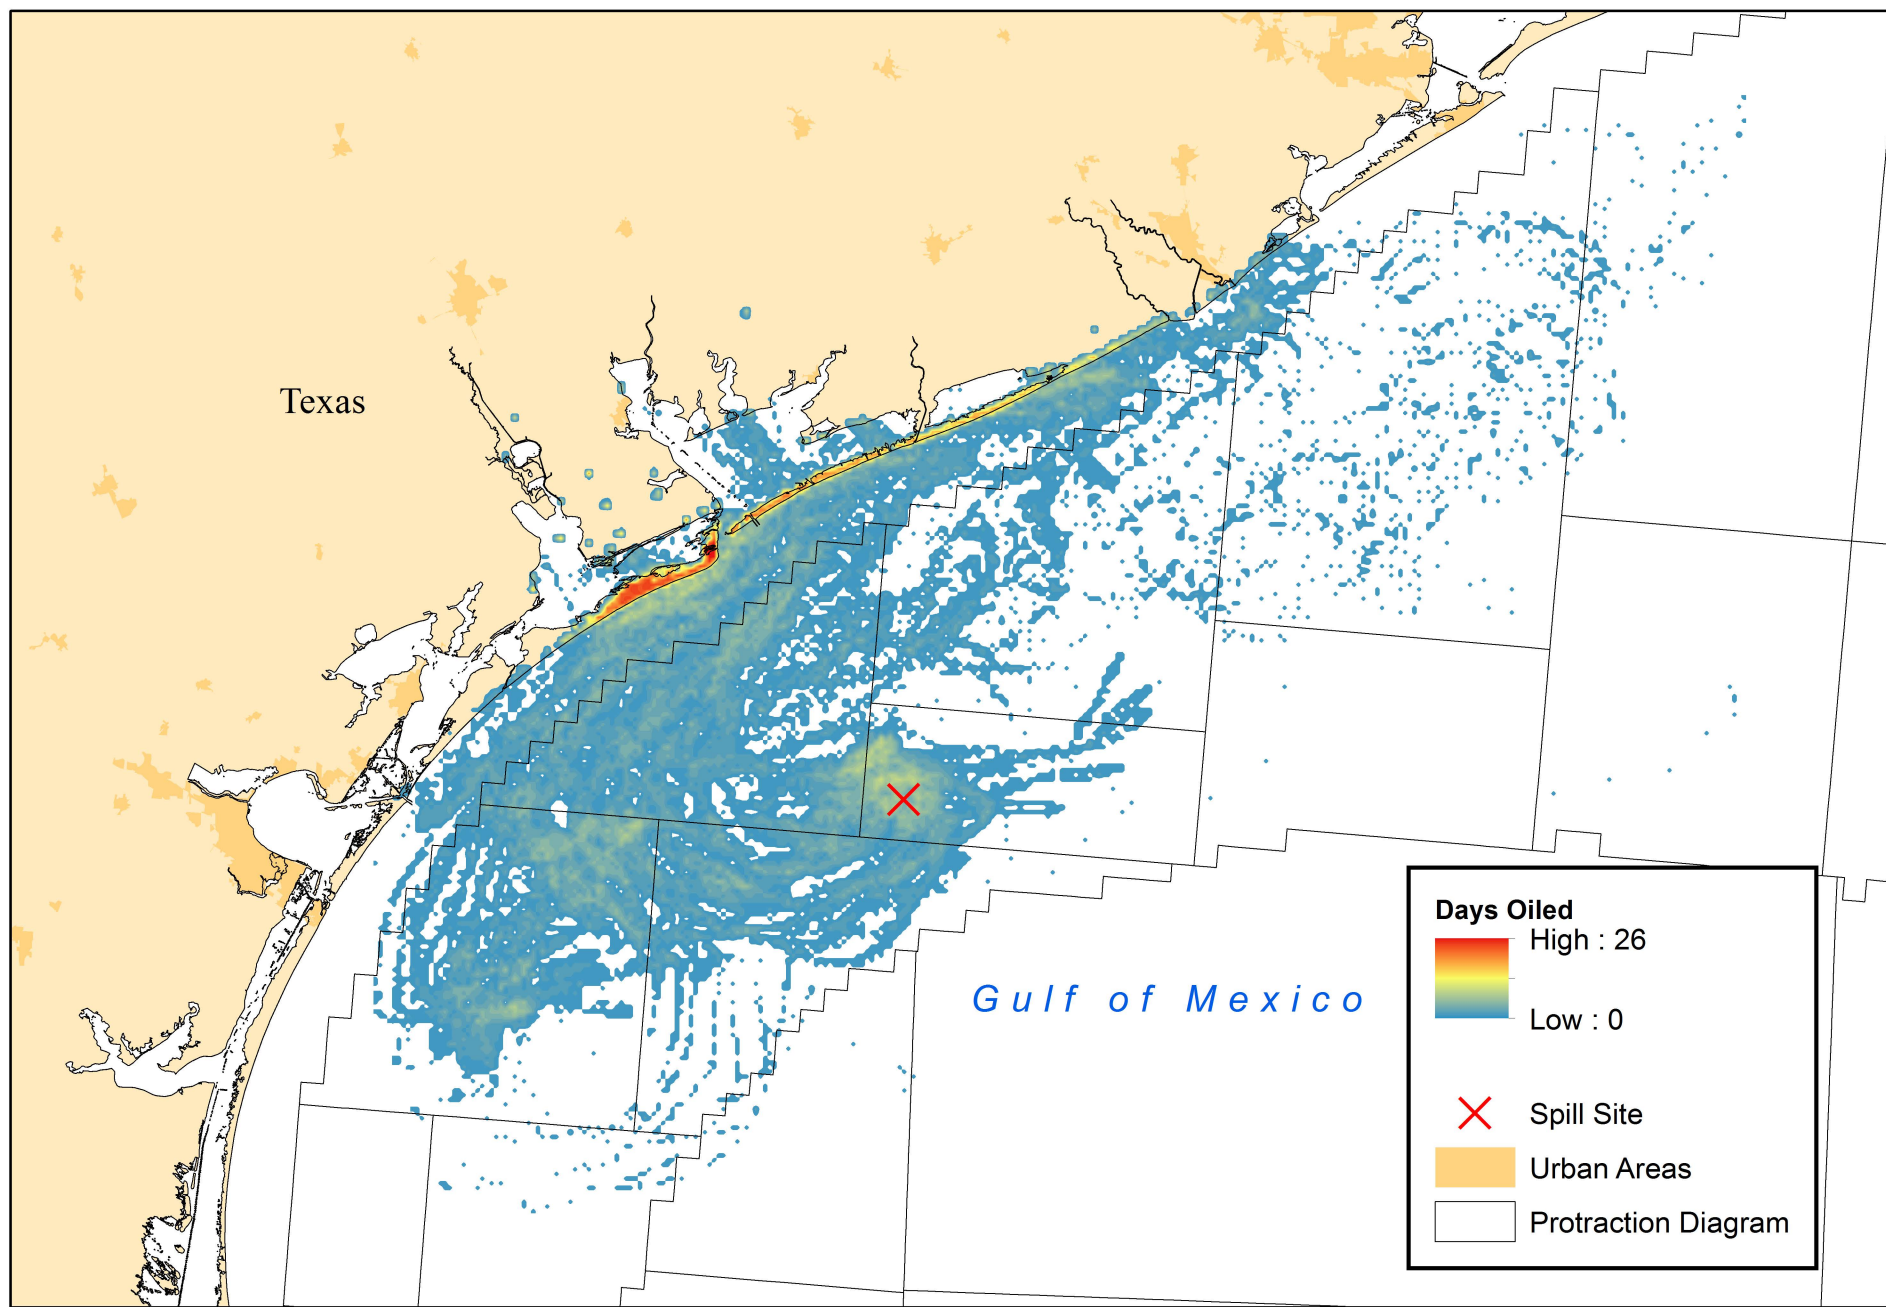 Texas
Gulf of Mexico
Days Oiled
High : 26
Low : 0
Spill Site
Urban Areas
Protraction Diagram